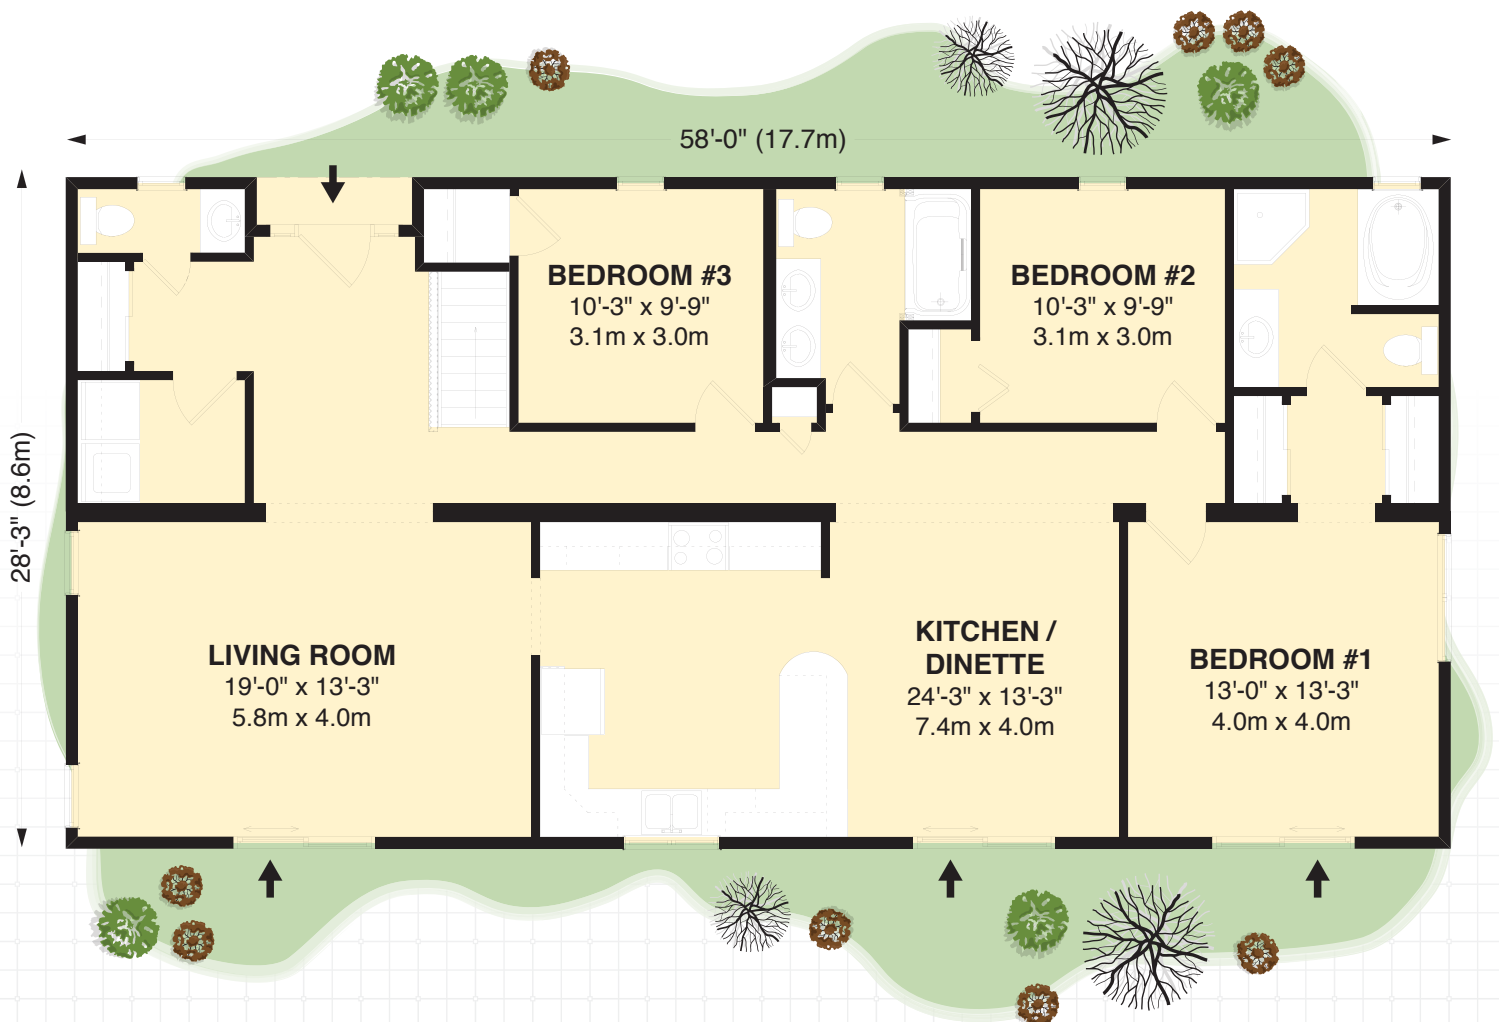 58'-0" (17.7m)
28'-3" (8.6m)
BEDROOM #3
10'-3" x 9'-9"
3.1m x 3.0m
BEDROOM #2
10'-3" x 9'-9"
3.1m x 3.0m
LIVING ROOM
19'-0" x 13'-3"
5.8m x 4.0m
KITCHEN /
DINETTE
24'-3" x 13'-3"
7.4m x 4.0m
BEDROOM #1
13'-0" x 13'-3"
4.0m x 4.0m